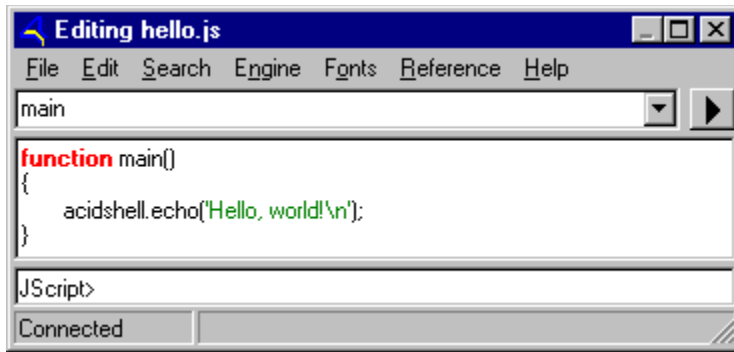 Editing hello.js
File Edit Search Engine Fonts Reference Help
main
function main()
{
acidshell.echo('Hello, world!\n');
}
JScript>
Connected